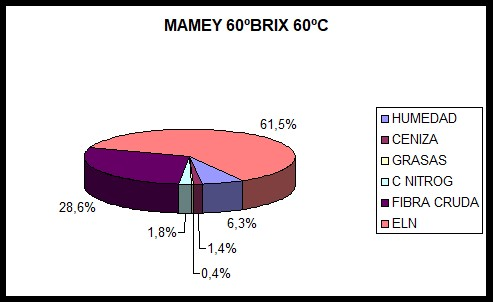 MAMEY 60ºBRIX 60ºC
61,5%
28,6%
1,8%
0,4%
1,4%
6,3%
HUMEDAD
CENIZA
GRASAS
C NITROG
FIBRA CRUDA
ELN